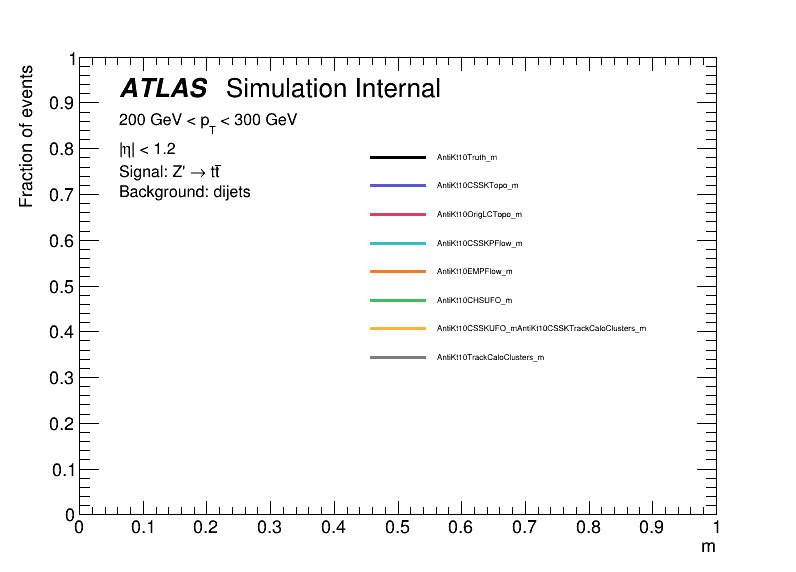 ATLAS Simulation Internal
200 GeV < p_T < 300 GeV
|η| < 1.2
Signal: Z' → tt̄
Background: dijets
AntiKt10Truth_m
AntiKt10CSSKTopo_m
AntiKt10OrigLCTopo_m
AntiKt10CSSKPFlow_m
AntiKt10EMPFlow_m
AntiKt10CHSUFO_m
AntiKt10CSSKUFO_mAntiKt10CSSKTrackCaloClusters_m
AntiKt10TrackCaloClusters_m
Fraction of events
1
0.9
0.8
0.7
0.6
0.5
0.4
0.3
0.2
0.1
0
0 0.1 0.2 0.3 0.4 0.5 0.6 0.7 0.8 0.9 1
m